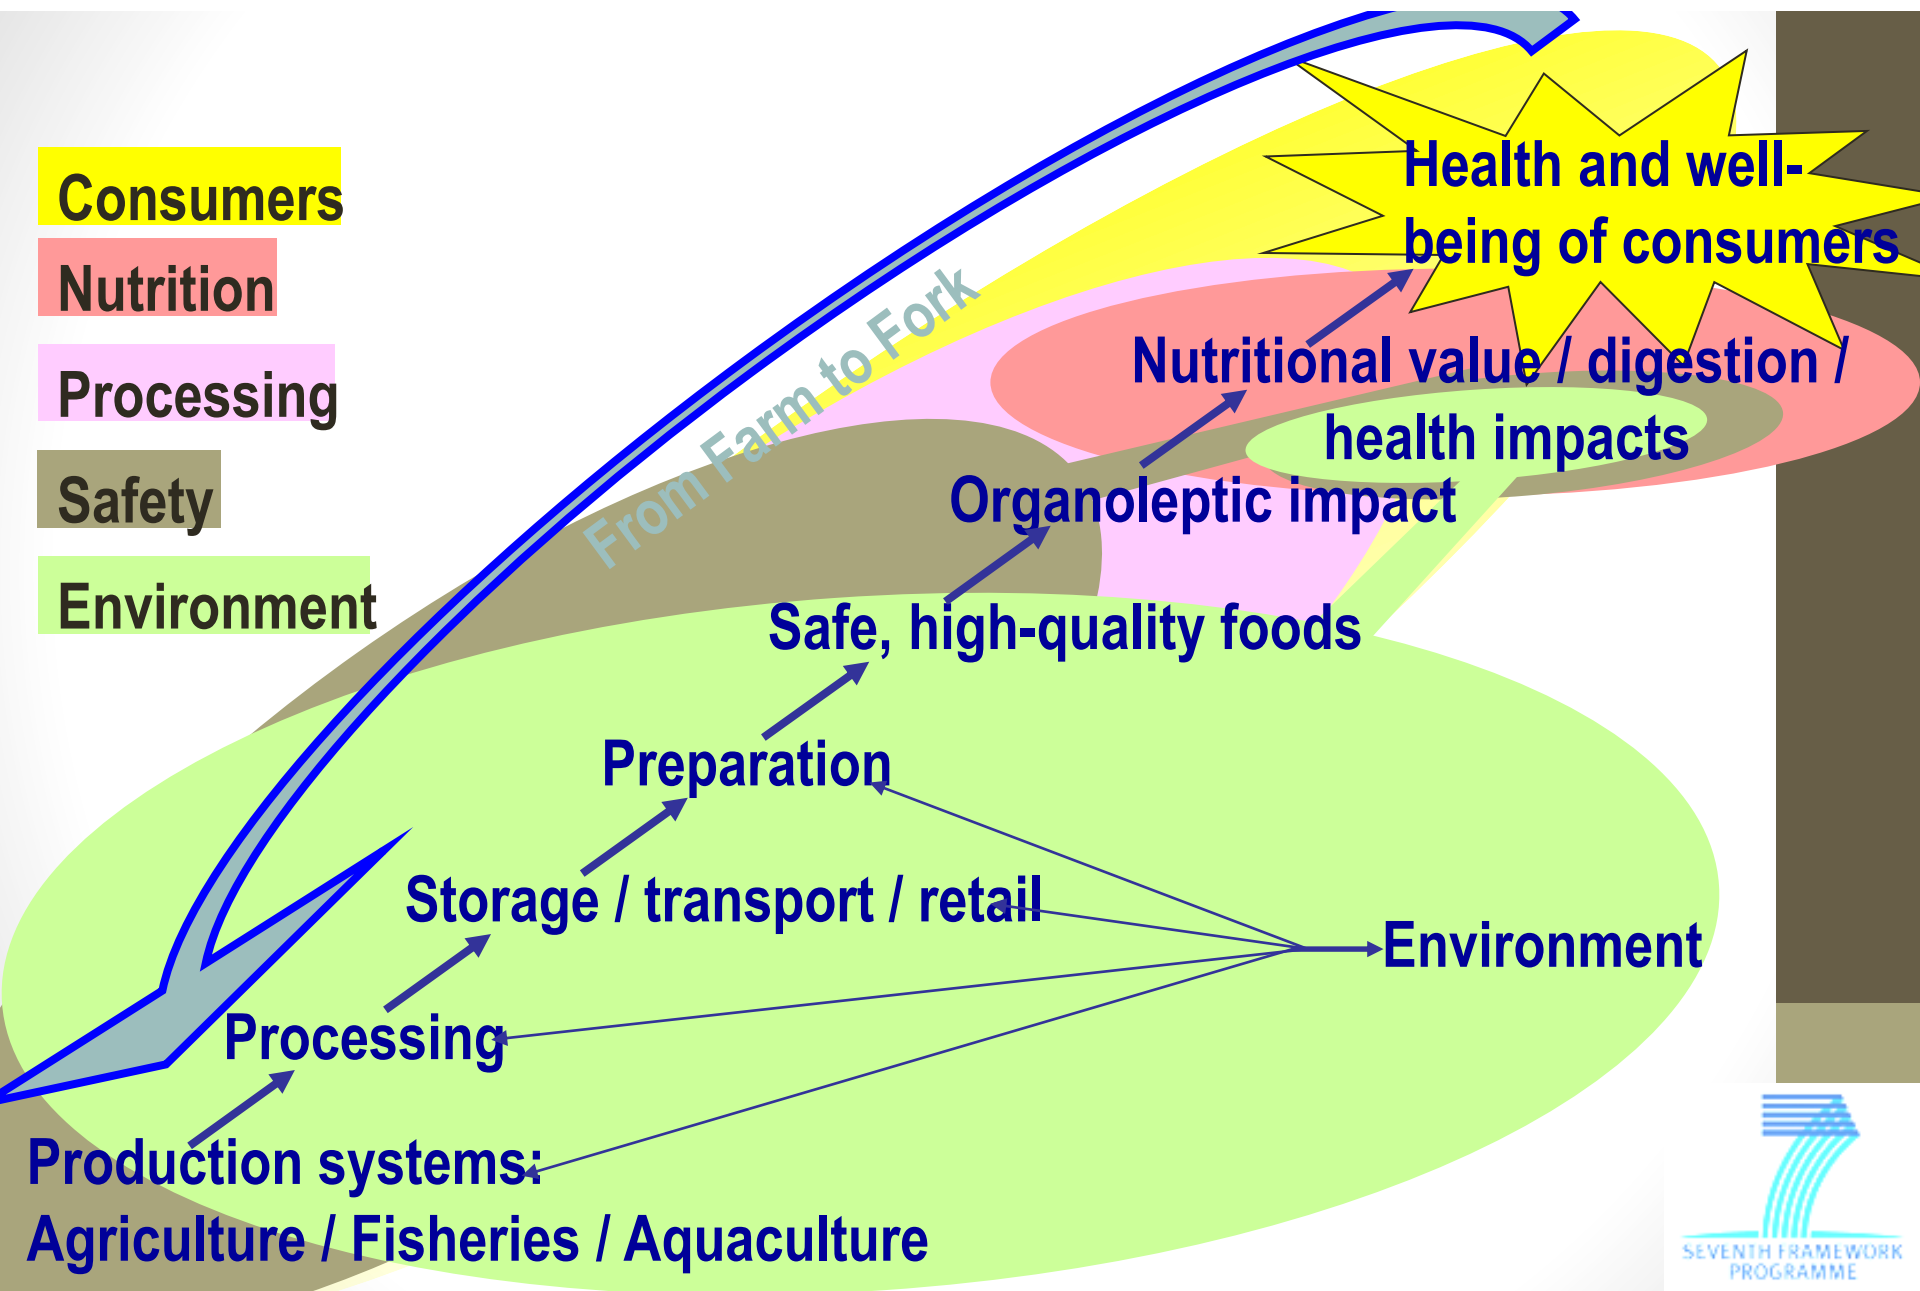 Consumers
Nutrition
Processing
Safety
Environment
From Farm to Fork
Health and well-
being of consumers
Nutritional value / digestion /
health impacts
Organoleptic impact
Safe, high-quality foods
Preparation
Storage / transport / retail
Environment
Processing
Production systems:
Agriculture / Fisheries / Aquaculture
SEVENTH FRAMEWORK
PROGRAMME